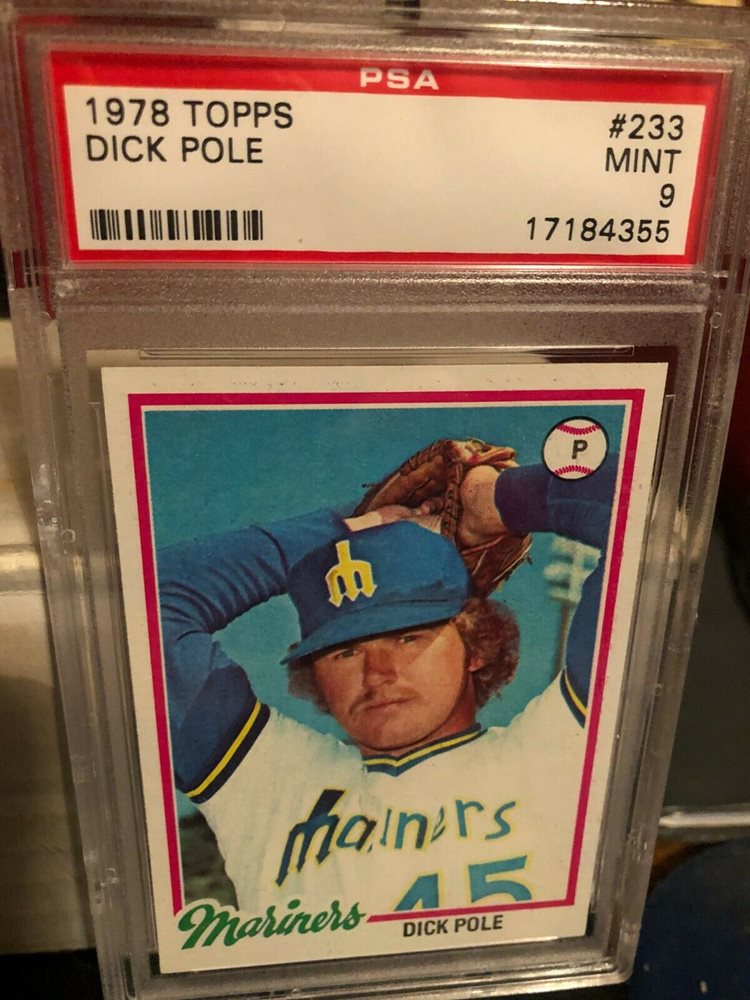 PSA
1978 TOPPS
DICK POLE
#233
MINT
9
17184355
P
m
mariners
45
Mariners
DICK POLE